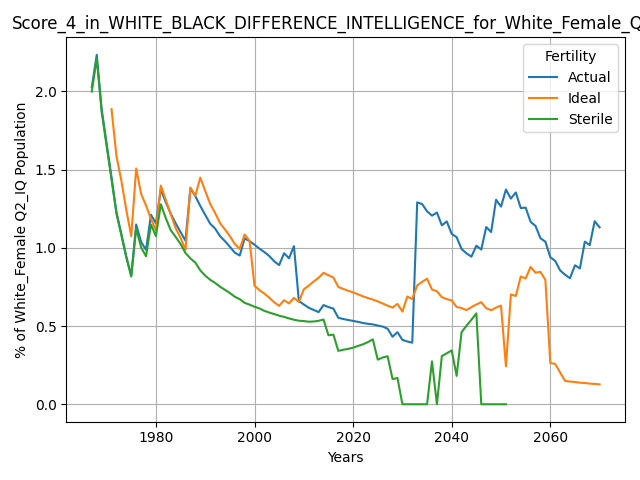 Score_4_in_WHITE_BLACK_DIFFERENCE_INTELLIGENCE_for_White_Female_Q
Fertility
Actual
Ideal
Sterile
% of White_Female Q2_IQ Population
2.0
1.5
1.0
0.5
0.0
1980
2000
2020
2040
2060
Years